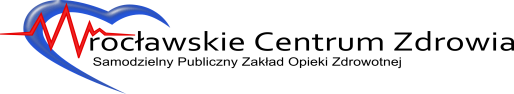 Wrocławskie Centrum Zdrowia
Samodzielny Publiczny Zakład Opieki Zdrowotnej